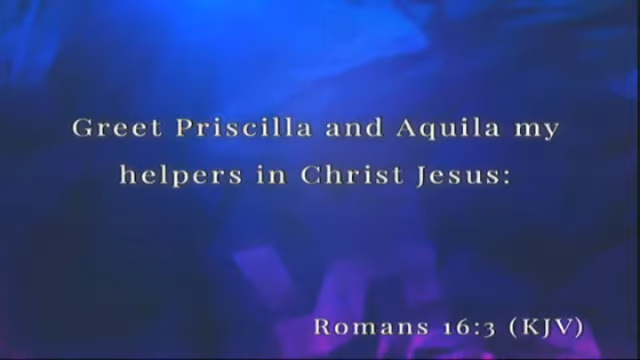 Greet Priscilla and Aquila my
helpers in Christ Jesus:
Romans 16:3 (KJV)